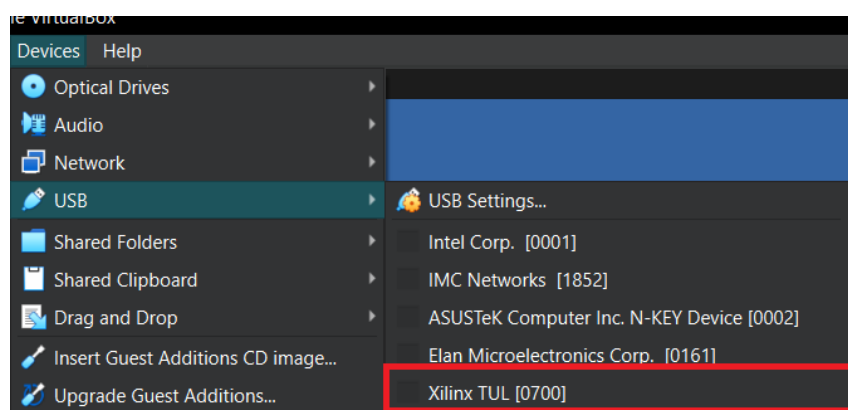 le VirtualBox
Devices Help
Optical Drives
Audio
Network
USB
USB Settings...
Shared Folders
Intel Corp. [0001]
Shared Clipboard
IMC Networks [1852]
Drag and Drop
ASUSTeK Computer Inc. N-KEY Device [0002]
Insert Guest Additions CD image...
Elan Microelectronics Corp. [0161]
Upgrade Guest Additions...
Xilinx TUL [0700]